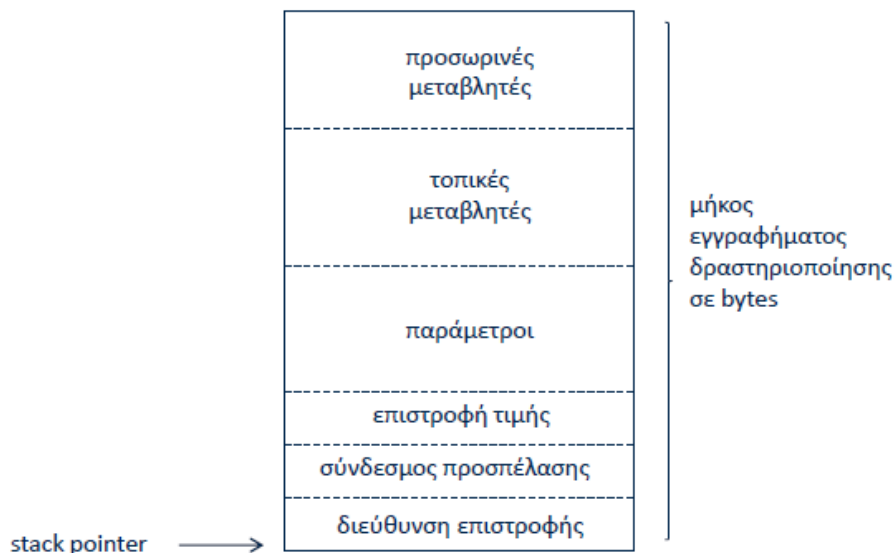 προσωρινές
μεταβλητές
τοπικές
μεταβλητές
μήκος
εγγραφήματος
δραστηριοποίησης
σε bytes
παράμετροι
επιστροφή τιμής
σύνδεσμος προσπέλασης
διεύθυνση επιστροφής
stack pointer